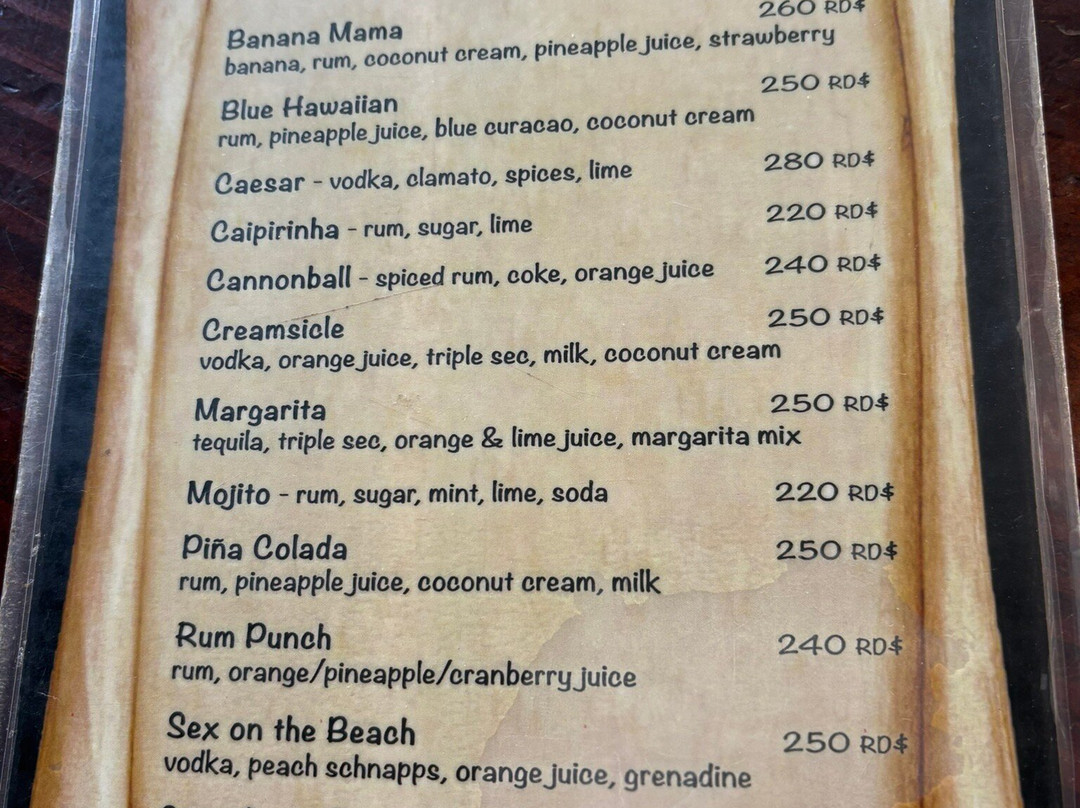 260 RD$
Banana Mama
banana, rum, coconut cream, pineapple juice, strawberry
Blue Hawaiian 250 RD$
rum, pineapple juice, blue curacao, coconut cream
Caesar - vodka, clamato, spices, lime 280 RD$
Caipirinha - rum, sugar, lime 220 RD$
Cannonball - spiced rum, coke, orange juice 240 RD$
Creamsicle 250 RD$
vodka, orange juice, triple sec, milk, coconut cream
Margarita 250 RD$
tequila, triple sec, orange & lime juice, margarita mix
Mojito - rum, sugar, mint, lime, soda 220 RD$
Piña Colada 250 RD$
rum, pineapple juice, coconut cream, milk
Rum Punch 240 RD$
rum, orange/pineapple/cranberry juice
Sex on the Beach 250 RD$
vodka, peach schnapps, orange juice, grenadine